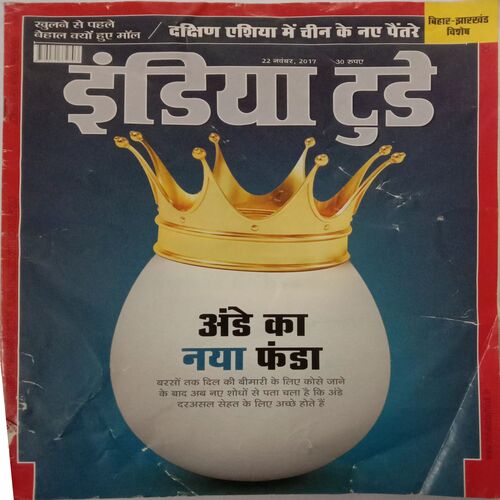 खुलने से पहले
बेहाल क्यों हुए मॉल
दक्षिण एशिया में चीन के नए पैंतरे
बिहार-झारखंड
विशेष
22 नवंबर, 2017
30 रुपए
इंडिया टुडे
अंडे का
नया फंडा
बरसों तक दिल की बीमारी के लिए कोसे जाने
के बाद अब नए शोधों से पता चला है कि अंडे
दरअसल सेहत के लिए अच्छे होते हैं